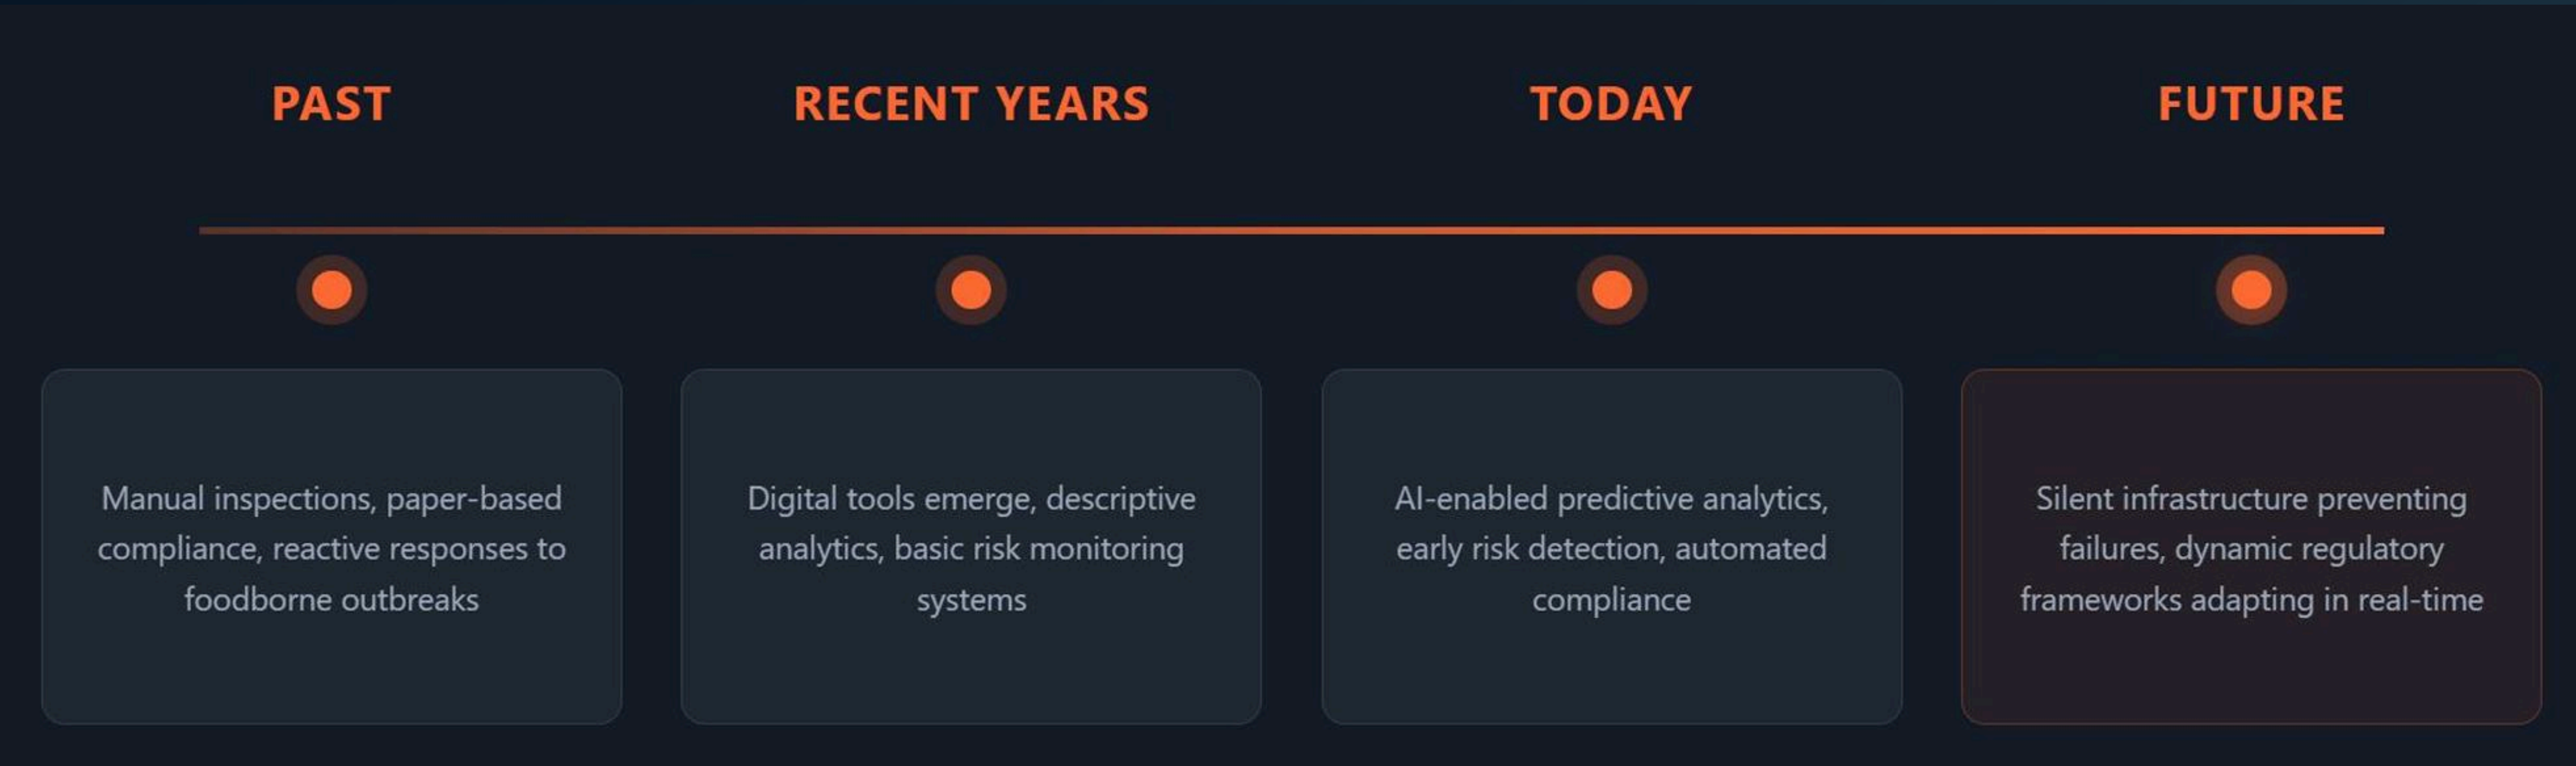 PAST
RECENT YEARS
TODAY
FUTURE
Manual inspections, paper-based
compliance, reactive responses to
foodborne outbreaks
Digital tools emerge, descriptive
analytics, basic risk monitoring
systems
AI-enabled predictive analytics,
early risk detection, automated
compliance
Silent infrastructure preventing
failures, dynamic regulatory
frameworks adapting in real-time